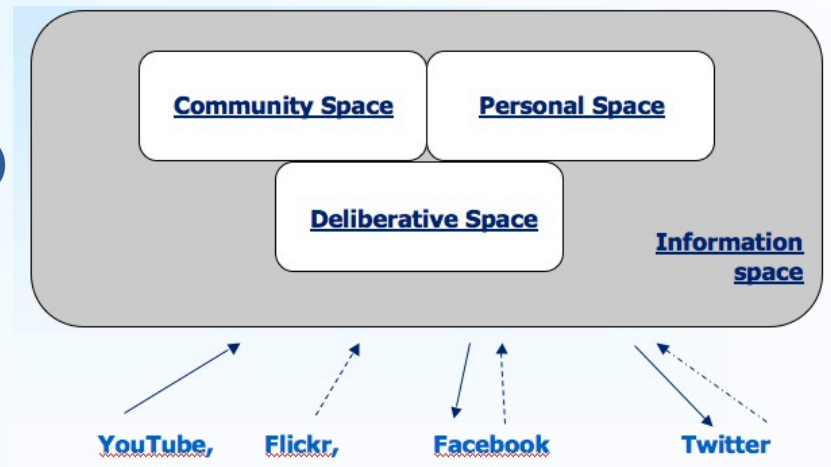 Community Space Personal Space
Deliberative Space
Information
space
YouTube, Flickr, Facebook Twitter